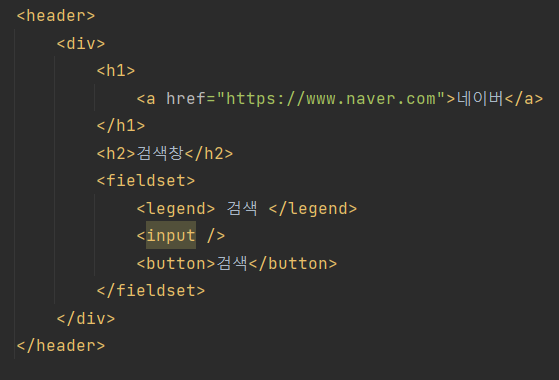 <header>
<div>
<h1>
<a href="https://www.naver.com">네이버</a>
</h1>
<h2>검색창</h2>
<fieldset>
<legend> 검색 </legend>
<input />
<button>검색</button>
</fieldset>
</div>
</header>